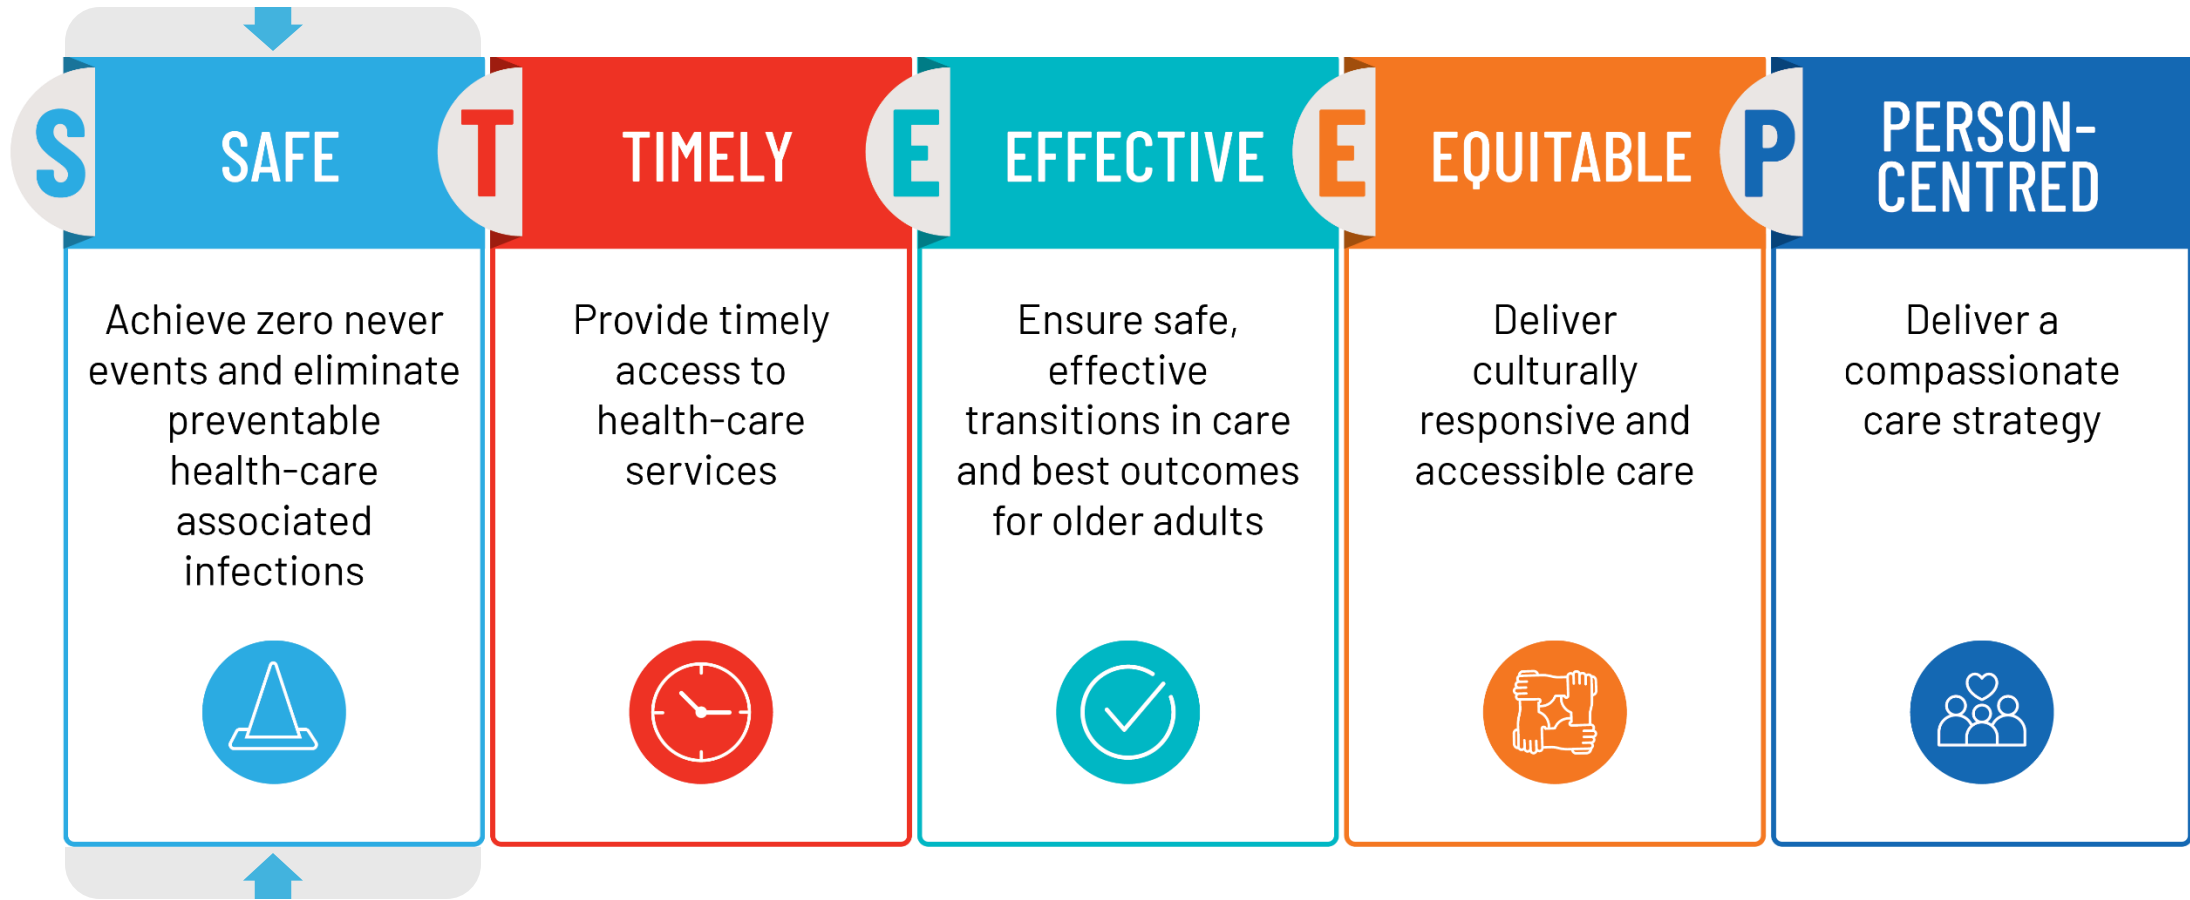 S
SAFE
Achieve zero never
events and eliminate
preventable
health-care
associated
infections
T
TIMELY
Provide timely
access to
health-care
services
E
EFFECTIVE
Ensure safe,
effective
transitions in care
and best outcomes
for older adults
E
EQUITABLE
Deliver
culturally
responsive and
accessible care
P
PERSON-
CENTRED
Deliver a
compassionate
care strategy